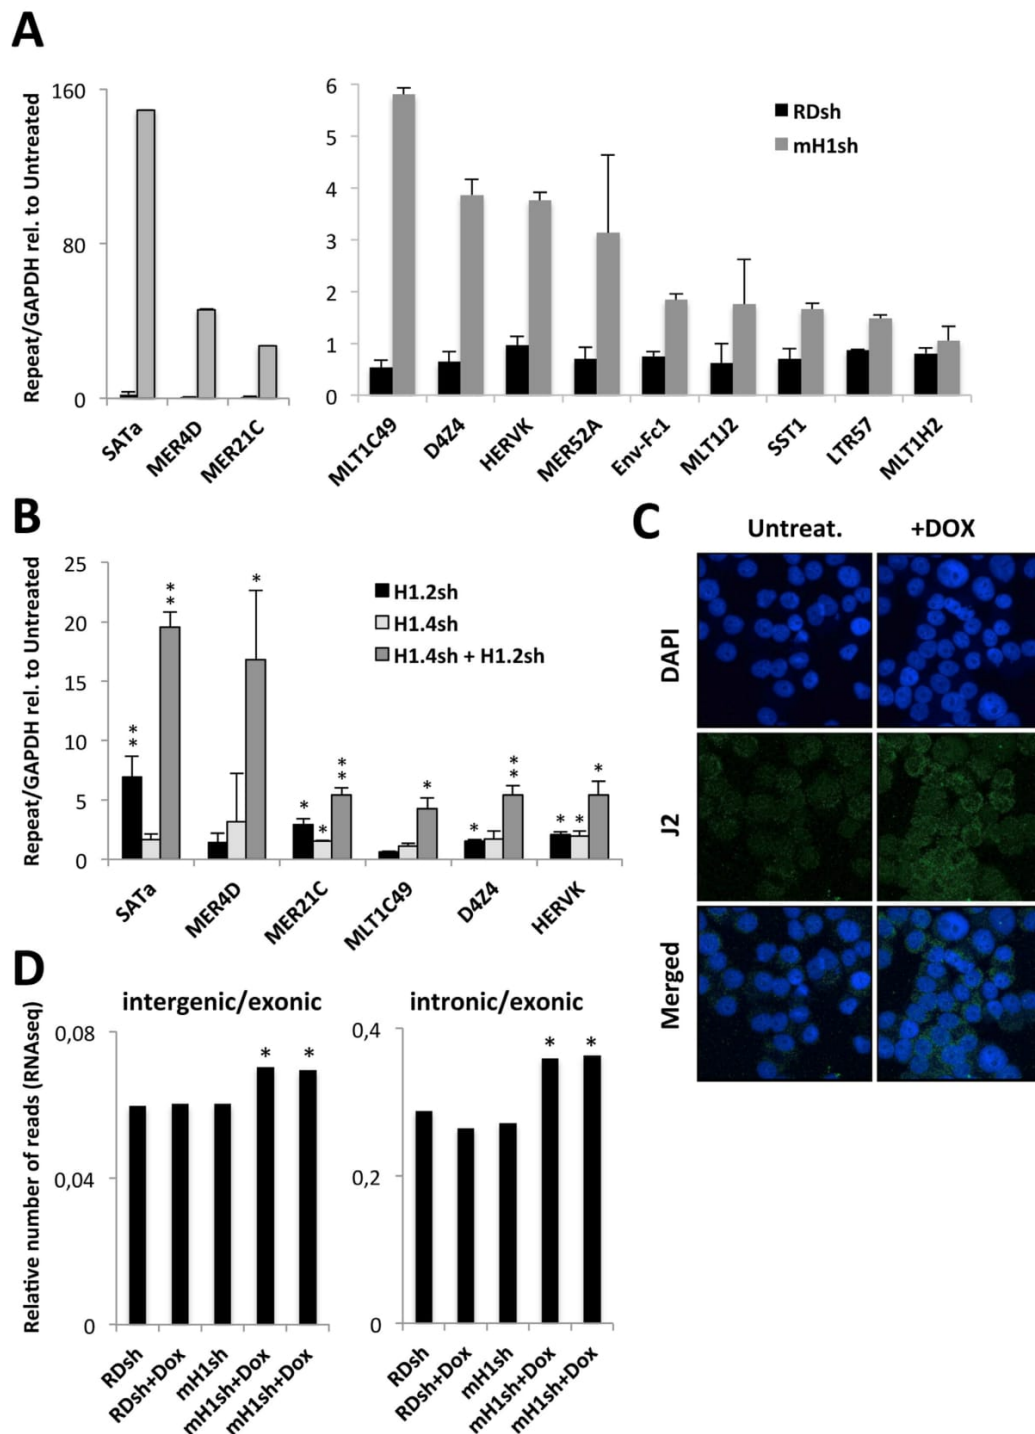 A
Repeat/GAPDH rel. to Untreated
160
80
0
SATa
MER4D
MER21C
6
5
4
3
2
1
0
MLT1C49
D4Z4
HERVK
MER52A
Env-Fc1
MLT1J2
SST1
LTR57
MLT1H2
RDsh
mH1sh
B
Repeat/GAPDH rel. to Untreated
25
20
15
10
5
0
* *
* *
*
*
*
* *
*
*
* *
*
*
*
H1.2sh
H1.4sh
H1.4sh + H1.2sh
SATa
MER4D
MER21C
MLT1C49
D4Z4
HERVK
C
Untreat.
+DOX
DAPI
J2
Merged
D
intergenic/exonic
Relative number of reads (RNAseq)
0,08
0,04
0
* *
RDsh
RDsh+Dox
mH1sh
mH1sh+Dox
mH1sh+Dox
intronic/exonic
0,4
0,2
0
* *
RDsh
RDsh+Dox
mH1sh
mH1sh+Dox
mH1sh+Dox